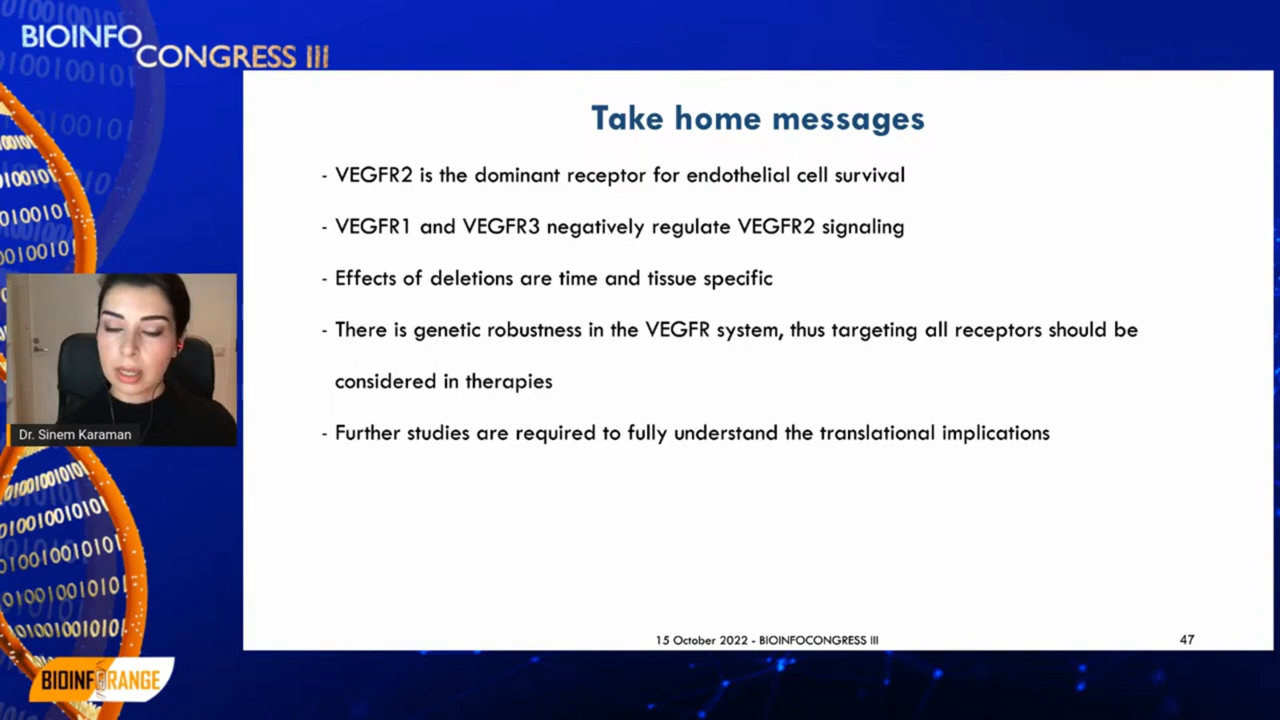 BIOINFO
CONGRESS III
Take home messages
- VEGFR2 is the dominant receptor for endothelial cell survival
- VEGFR1 and VEGFR3 negatively regulate VEGFR2 signaling
- Effects of deletions are time and tissue specific
- There is genetic robustness in the VEGFR system, thus targeting all receptors should be
considered in therapies
- Further studies are required to fully understand the translational implications
Dr. Sinem Karaman
15 October 2022 - BIOINFOCONGRESS III
47
BIOINFORANGE